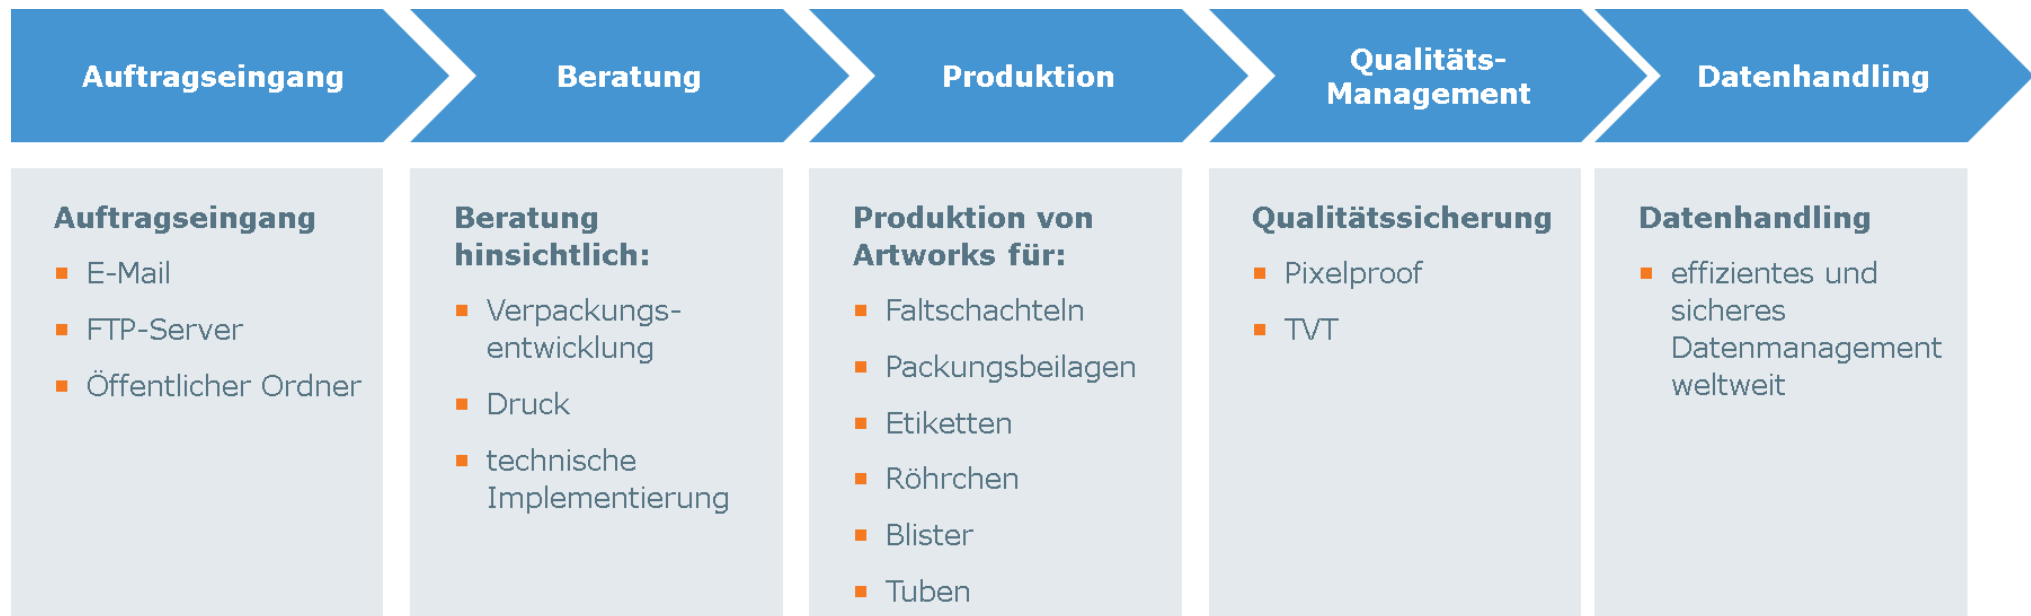 Auftragseingang
Beratung
Produktion
Qualitäts-
Management
Datenhandling
Auftragseingang
E-Mail
FTP-Server
Öffentlicher Ordner
Beratung
hinsichtlich:
Verpackungs-
entwicklung
Druck
technische
Implementierung
Produktion von
Artworks für:
Faltschachteln
Packungsbeilagen
Etiketten
Röhrchen
Blister
Tuben
Qualitätssicherung
Pixelproof
TVT
Datenhandling
effizientes und
sicheres
Datenmanagement
weltweit